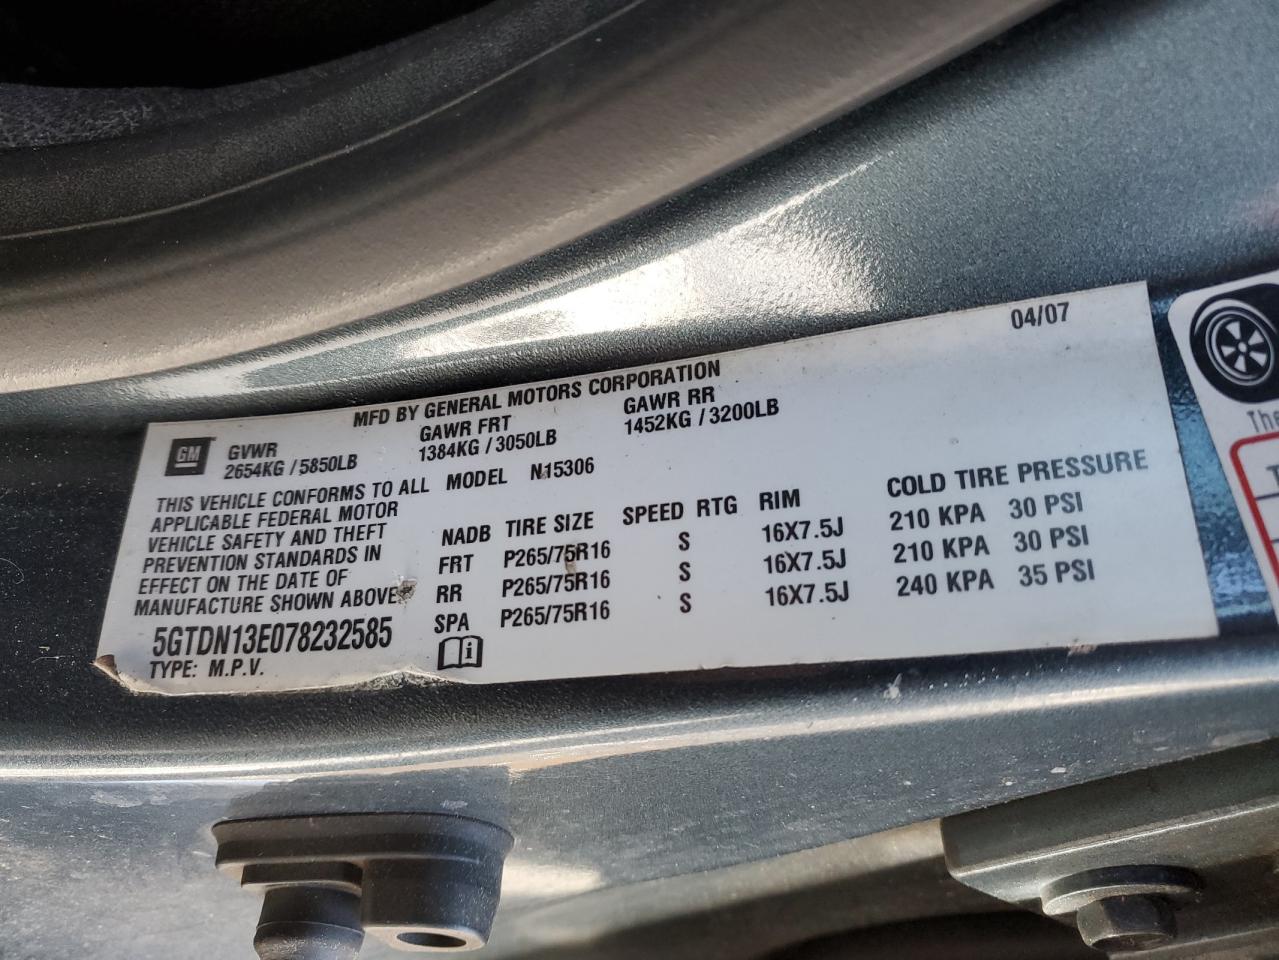 04/07
MFD BY GENERAL MOTORS CORPORATION
GM GVWR GAWR FRT GAWR RR
2654KG / 5850LB 1384KG / 3050LB 1452KG / 3200LB
THIS VEHICLE CONFORMS TO ALL
APPLICABLE FEDERAL MOTOR
VEHICLE SAFETY AND THEFT
PREVENTION STANDARDS IN
EFFECT ON THE DATE OF
MANUFACTURE SHOWN ABOVE
5GTDN13E078232585
TYPE: M.P.V.
MODEL N15306
NADB TIRE SIZE SPEED RTG RIM COLD TIRE PRESSURE
FRT P265/75R16 S 16X7.5J 210 KPA 30 PSI
RR P265/75R16 S 16X7.5J 210 KPA 30 PSI
SPA P265/75R16 S 16X7.5J 240 KPA 35 PSI
The